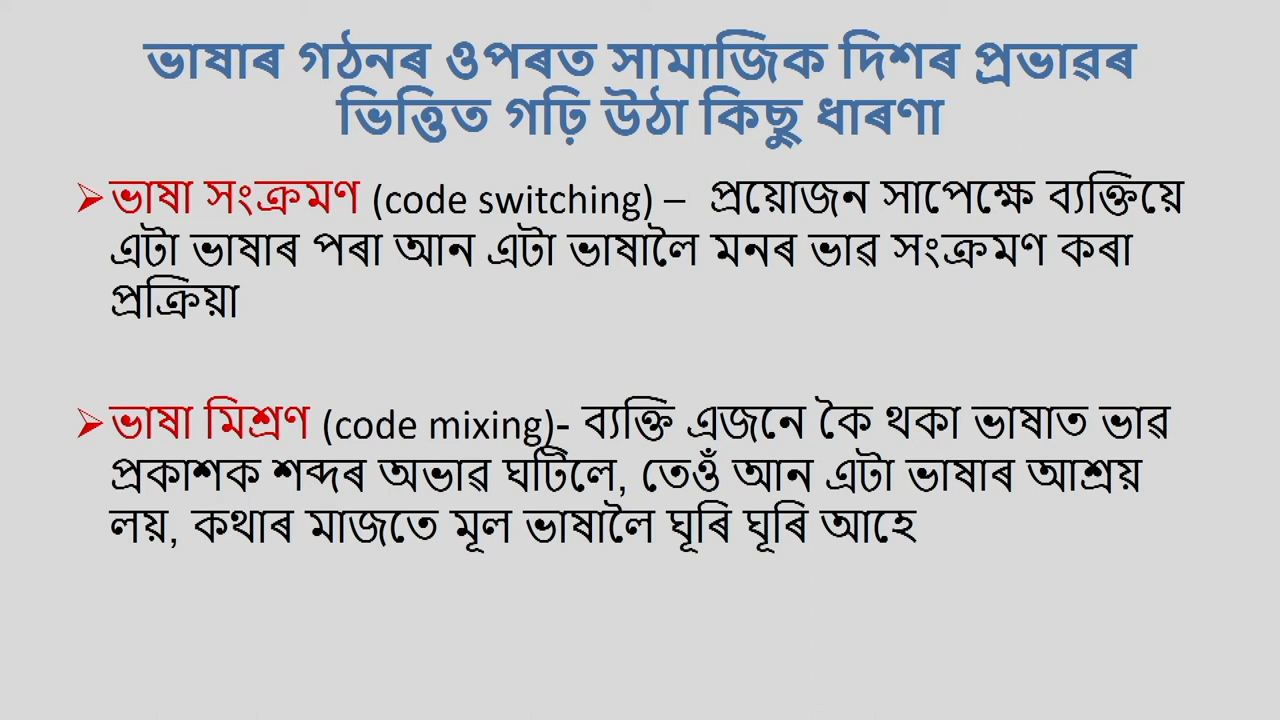 ভাষাৰ গঠনৰ ওপৰত সামাজিক দিশৰ প্ৰভাৱৰ
ভিত্তিত গঢ়ি উঠা কিছু ধাৰণা
ভাষা সংক্ৰমণ (code switching) – প্ৰয়োজন সাপেক্ষে ব্যক্তিয়ে
এটা ভাষাৰ পৰা আন এটা ভাষালৈ মনৰ ভাৱ সংক্ৰমণ কৰা
প্ৰক্ৰিয়া
ভাষা মিশ্ৰণ (code mixing)- ব্যক্তি এজনে কৈ থকা ভাষাত ভাৱ
প্ৰকাশক শব্দৰ অভাৱ ঘটিলে, তেওঁ আন এটা ভাষাৰ আশ্ৰয়
লয়, কথাৰ মাজতে মূল ভাষালৈ ঘূৰি ঘূৰি আহে